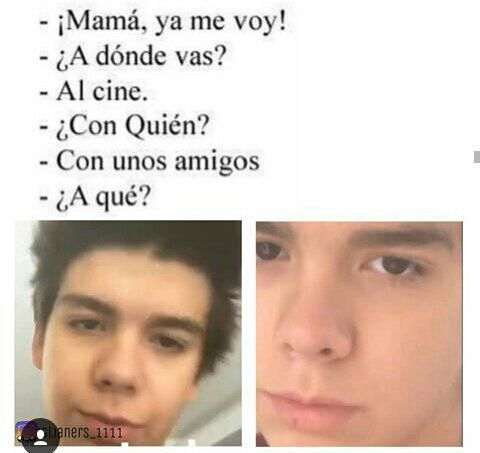 - ¡Mamá, ya me voy!
- ¿A dónde vas?
- Al cine.
- ¿Con Quién?
- Con unos amigos
- ¿A qué?